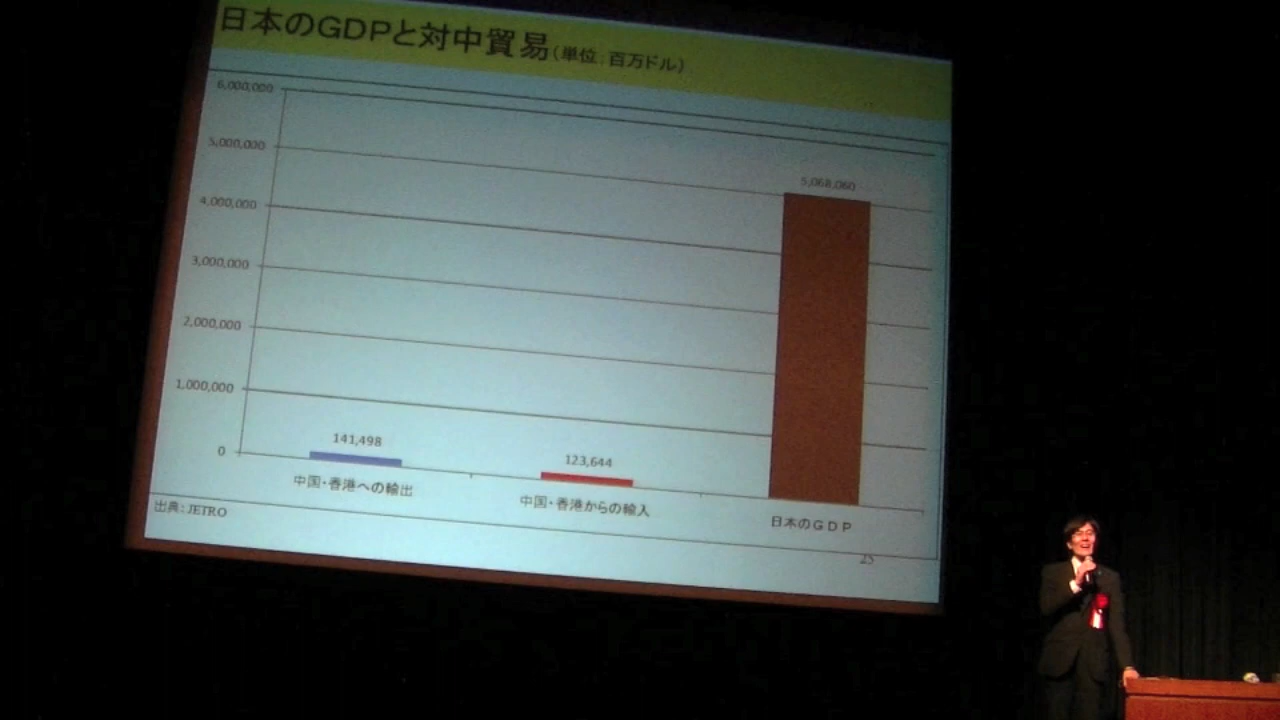 日本のGDPと対中貿易(単位:百万ドル)
6,000,000
5,000,000
4,000,000
3,000,000
2,000,000
1,000,000
0
141,498
123,644
5,068,060
中国・香港への輸出
中国・香港からの輸入
日本のGDP
出典:JETRO
25